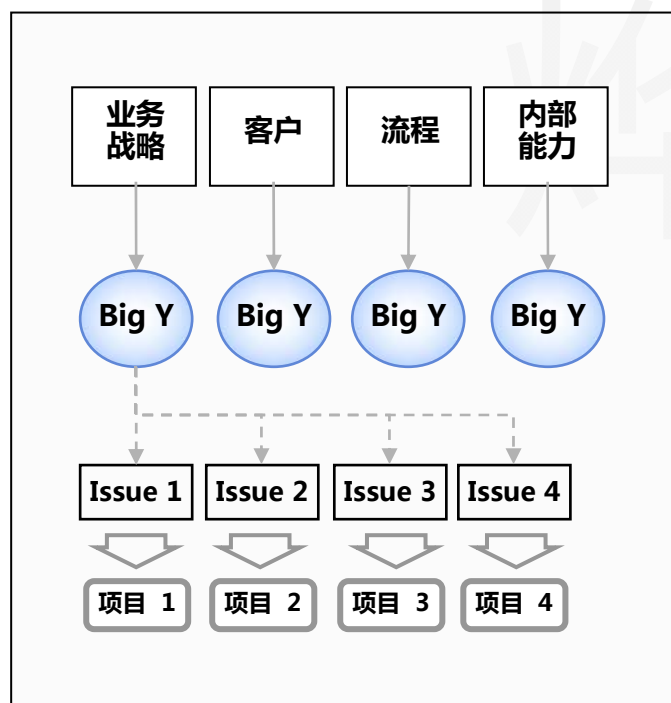 业务
战略
客户
流程
内部
能力
Big Y
Big Y
Big Y
Big Y
Issue 1
Issue 2
Issue 3
Issue 4
项目 1
项目 2
项目 3
项目 4